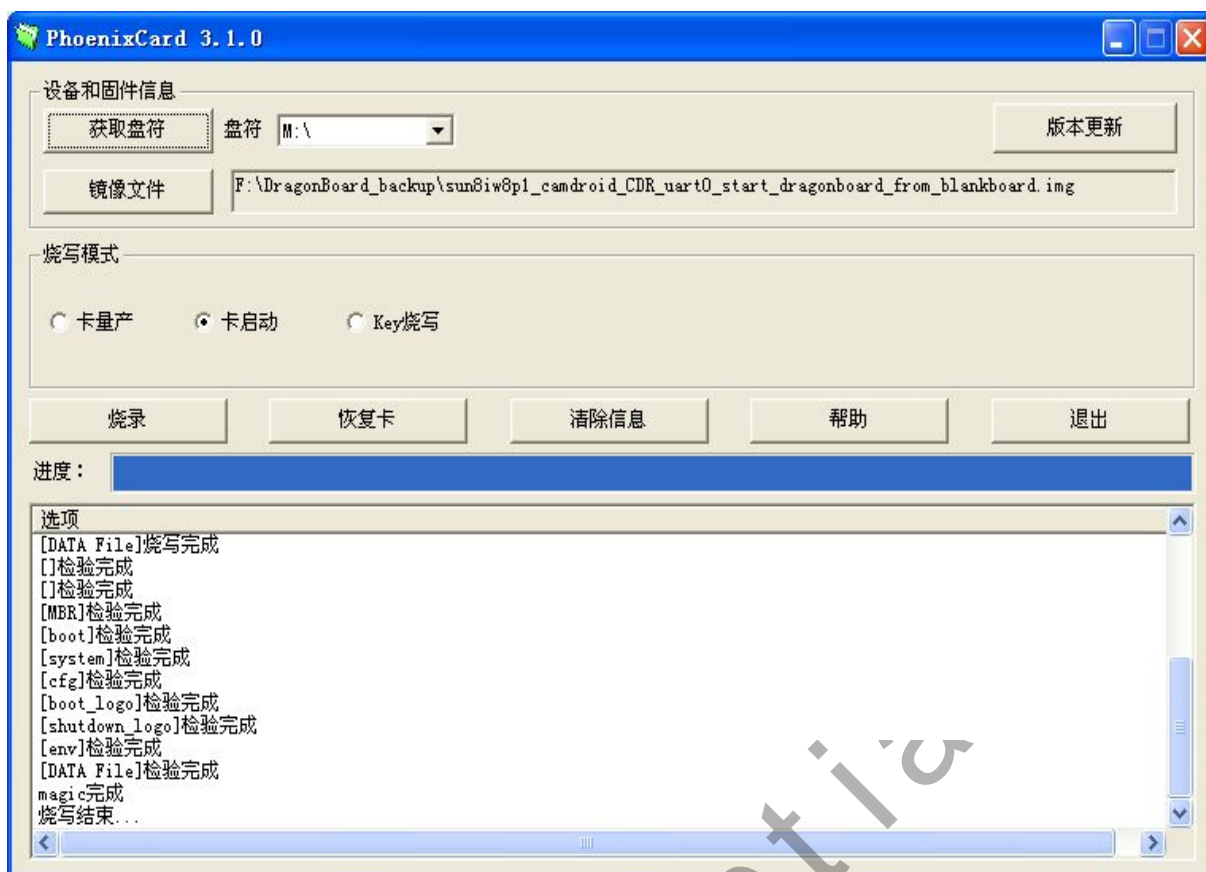 PhoenixCard 3.1.0
设备和固件信息
获取盘符 盘符 M:\ 版本更新
镜像文件 F:\DragonBoard_backup\sun8iw8p1_camdroid_CDR_uart0_start_dragonboard_from_blankboard.img
烧写模式
卡量产 卡启动 Key烧写
烧录 恢复卡 清除信息 帮助 退出
进度：
选项
[DATA File]烧写完成
[]检验完成
[]检验完成
[MBR]检验完成
[boot]检验完成
[system]检验完成
[cfg]检验完成
[boot_logo]检验完成
[shutdown_logo]检验完成
[env]检验完成
[DATA File]检验完成
magic完成
烧写结束...
t i a